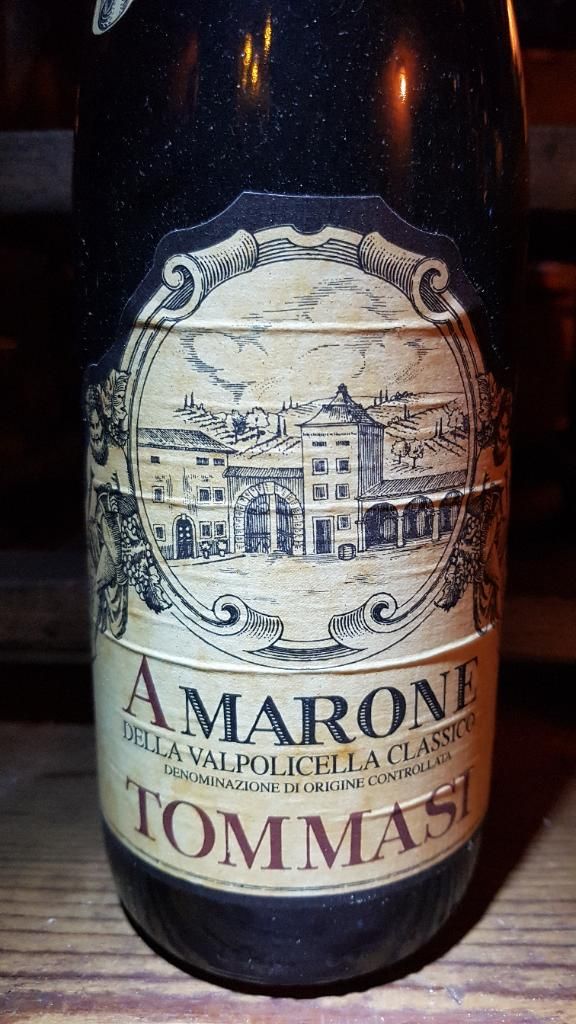 AMARONE
DELLA VALPOLICELLA CLASSICO
DENOMINAZIONE DI ORIGINE CONTROLLATA
TOMMASI